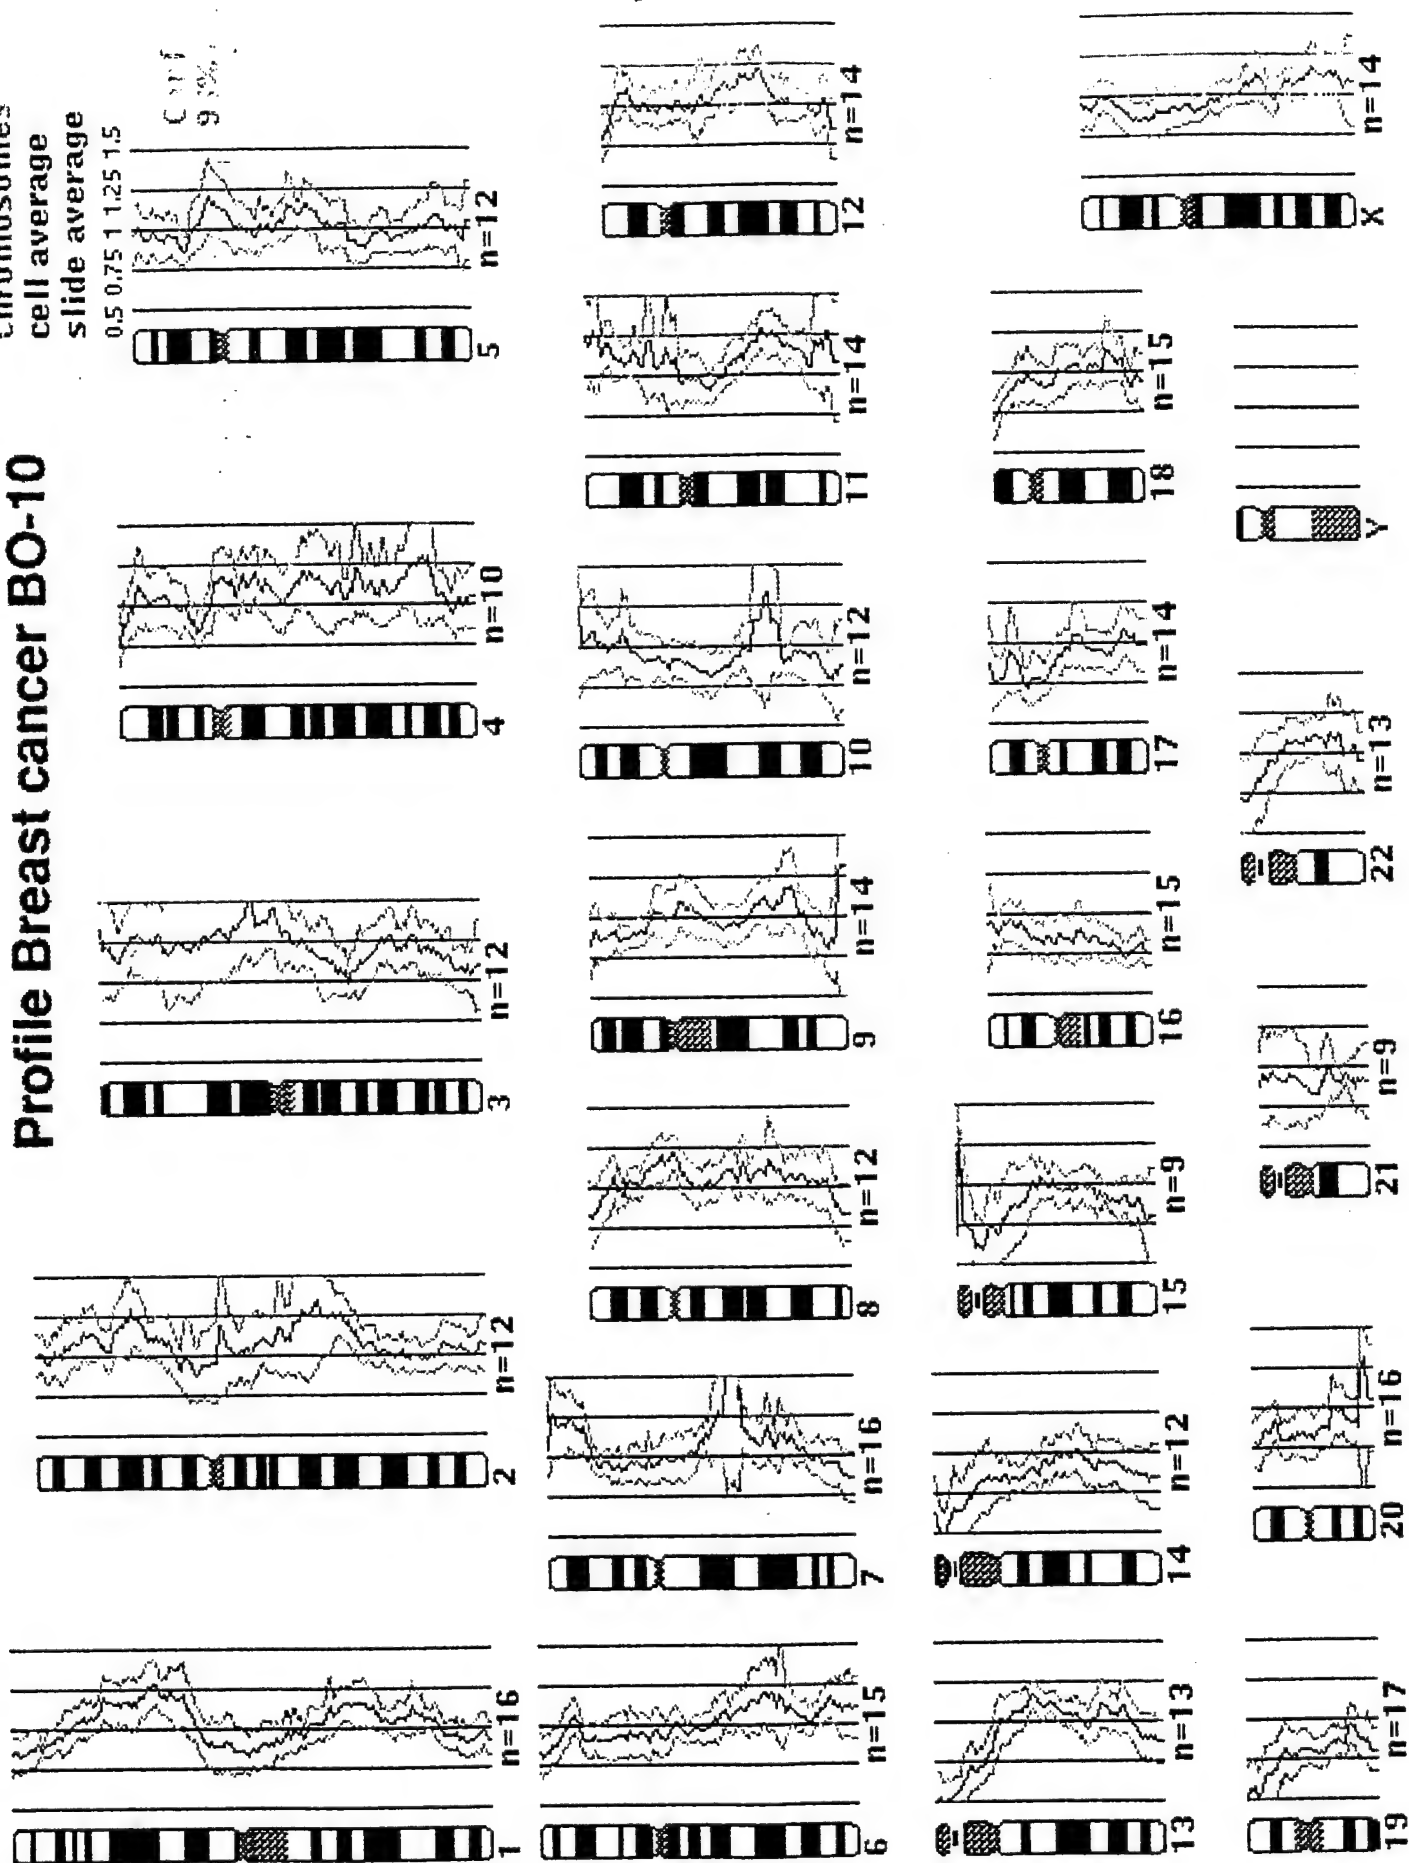 Profile Breast cancer BO-10
chromosomes
cell average
slide average
0.5 0.75 1 1.25 1.5
1
n=16
2
n=12
3
n=12
4
n=10
5
n=12
6
n=15
7
n=16
8
n=12
9
n=14
10
n=12
11
n=14
12
n=14
13
n=13
14
n=12
15
n=9
16
n=15
17
n=14
18
n=15
19
n=17
20
n=16
21
n=9
22
n=13
Y
X
n=14